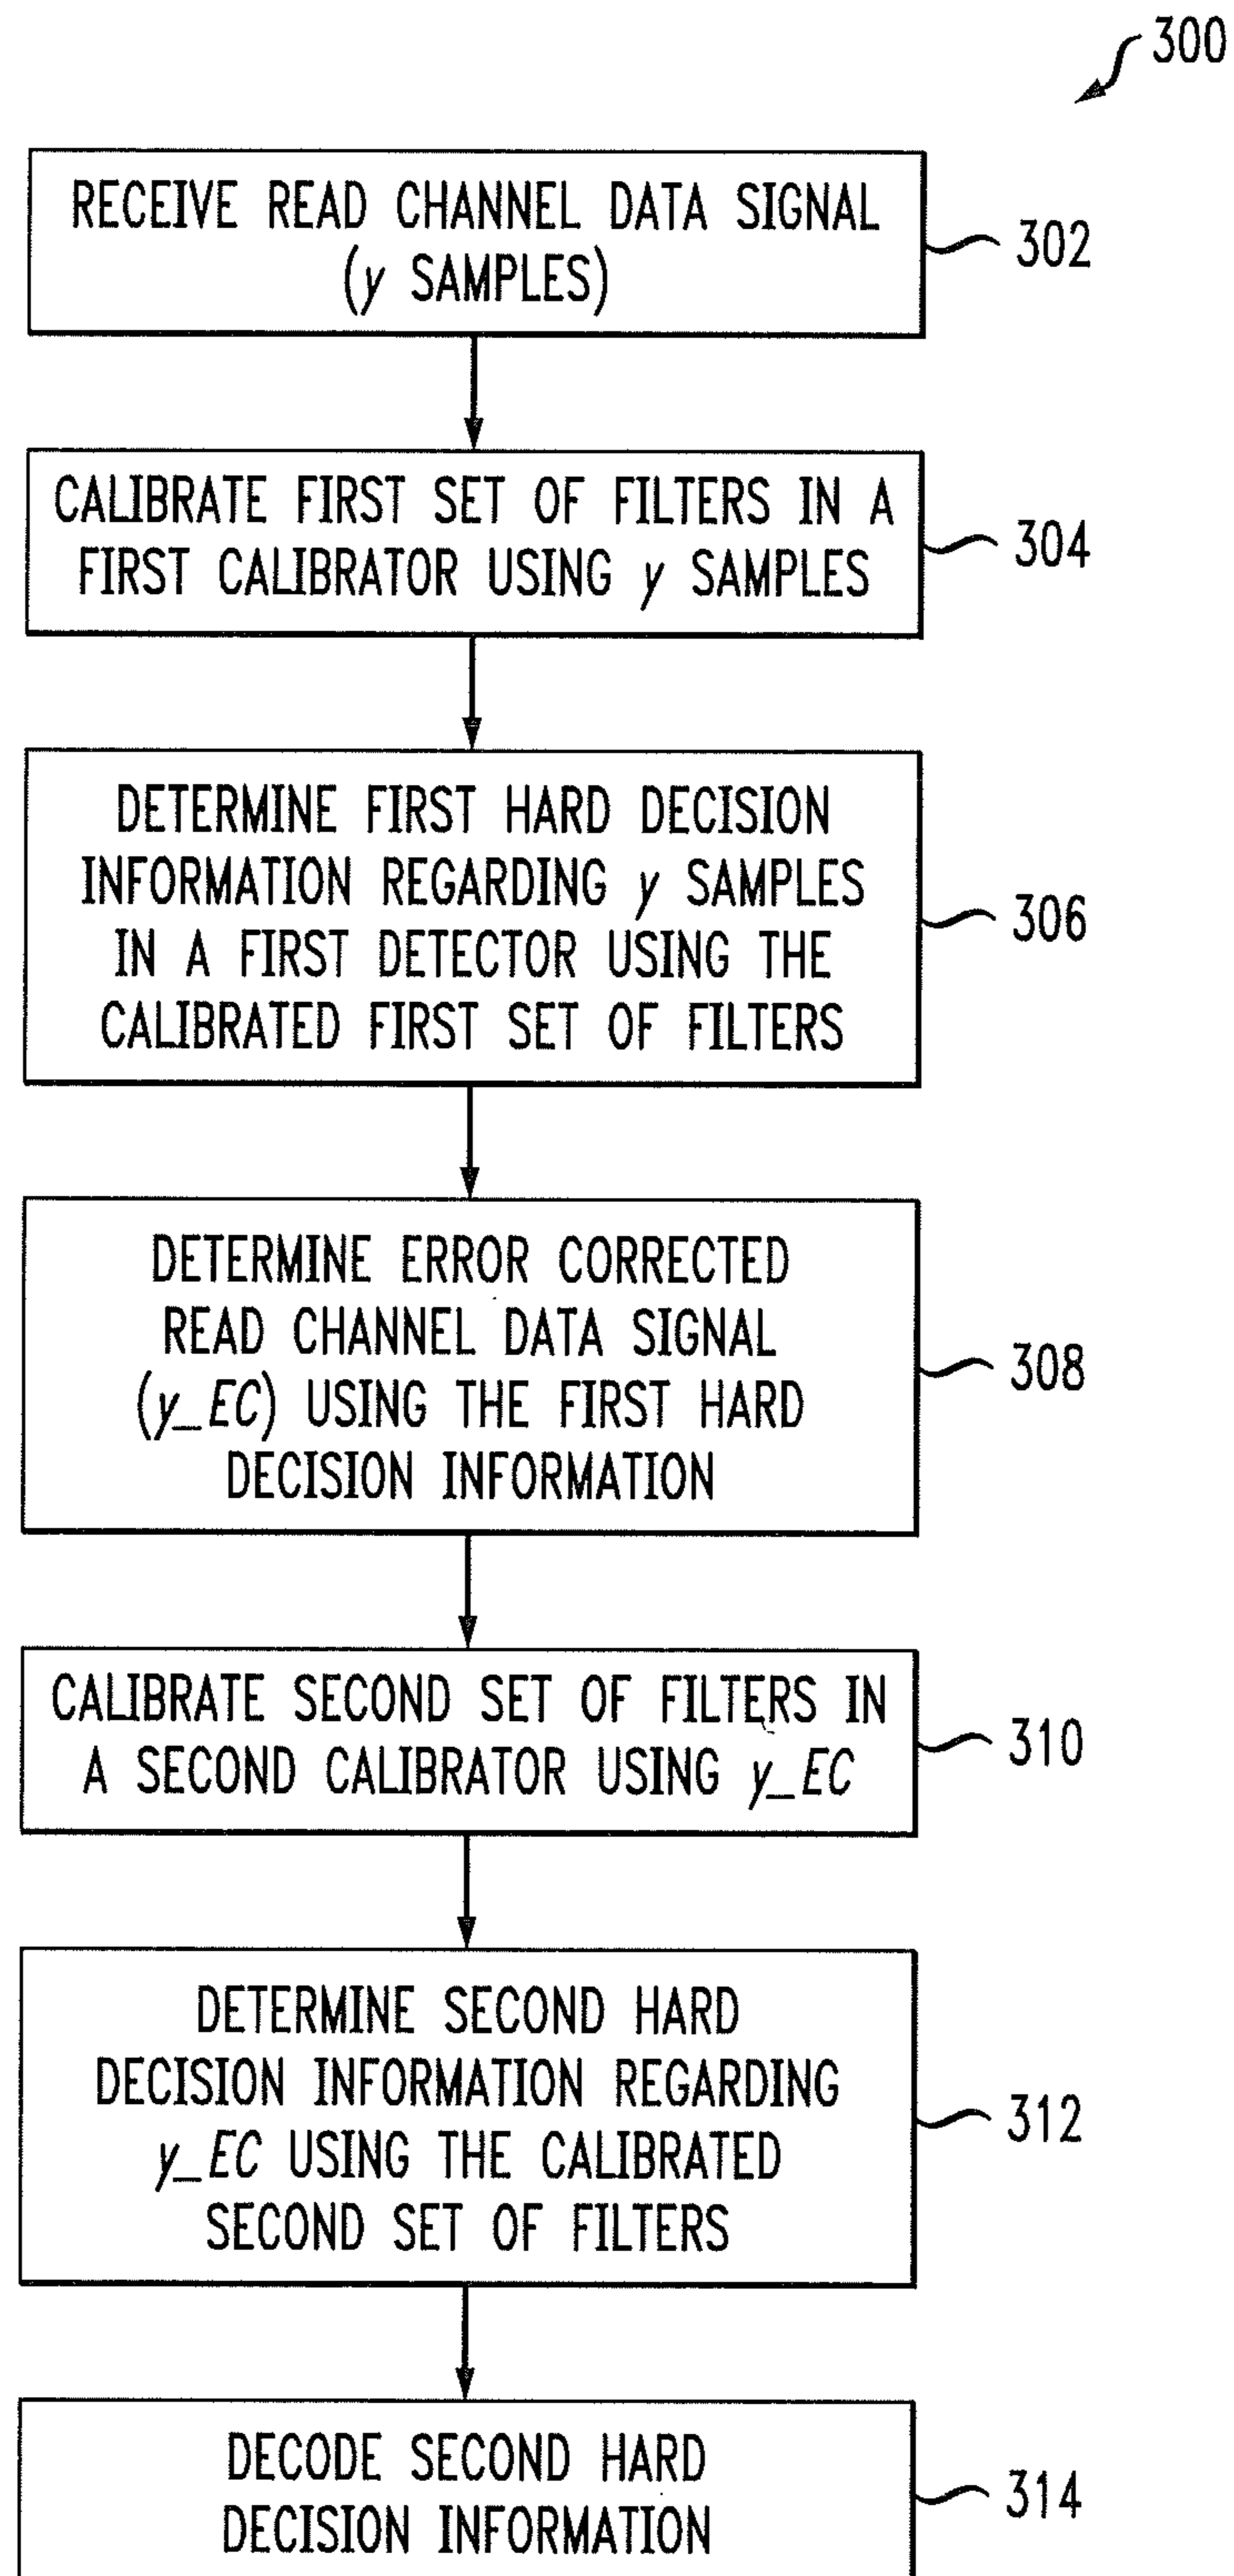 300
RECEIVE READ CHANNEL DATA SIGNAL
(y SAMPLES)
302
CALIBRATE FIRST SET OF FILTERS IN A
FIRST CALIBRATOR USING y SAMPLES
304
DETERMINE FIRST HARD DECISION
INFORMATION REGARDING y SAMPLES
IN A FIRST DETECTOR USING THE
CALIBRATED FIRST SET OF FILTERS
306
DETERMINE ERROR CORRECTED
READ CHANNEL DATA SIGNAL
(y_EC) USING THE FIRST HARD
DECISION INFORMATION
308
CALIBRATE SECOND SET OF FILTERS IN
A SECOND CALIBRATOR USING y_EC
310
DETERMINE SECOND HARD
DECISION INFORMATION REGARDING
y_EC USING THE CALIBRATED
SECOND SET OF FILTERS
312
DECODE SECOND HARD
DECISION INFORMATION
314